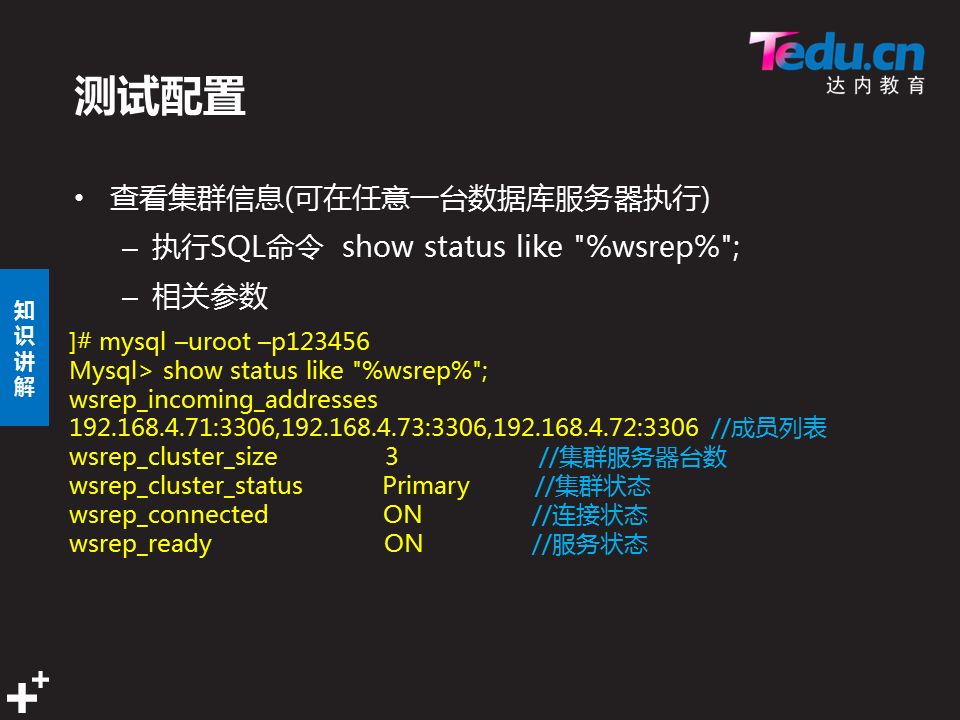 Tedu.cn
达内教育
测试配置
• 查看集群信息(可在任意一台数据库服务器执行)
– 执行SQL命令 show status like "%wsrep%";
– 相关参数
知识讲解
]# mysql –uroot –p123456
Mysql> show status like "%wsrep%";
wsrep_incoming_addresses
192.168.4.71:3306,192.168.4.73:3306,192.168.4.72:3306 //成员列表
wsrep_cluster_size 3 //集群服务器台数
wsrep_cluster_status Primary //集群状态
wsrep_connected ON //连接状态
wsrep_ready ON //服务状态